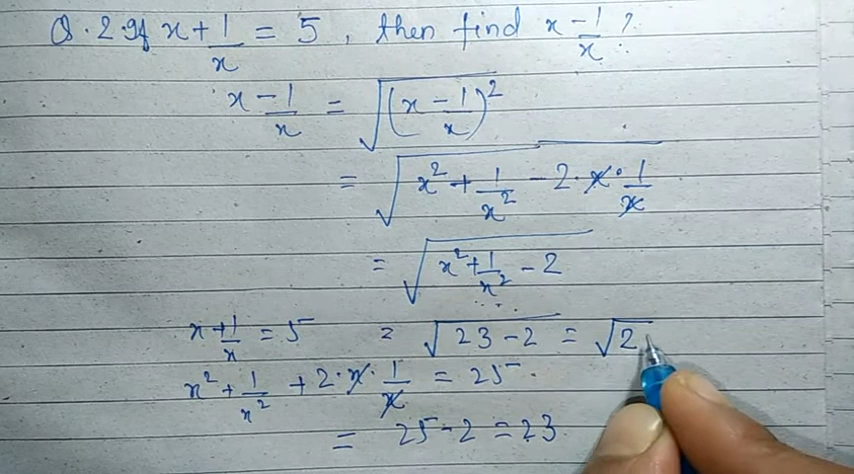 Q.2. If x + 1/x = 5, then find x - 1/x ?
x - 1/x = √(x - 1/x)²
= √x² + 1/x² - 2·x·1/x
= √x² + 1/x² - 2
x + 1/x = 5 = √23-2 = √2
x² + 1/x² + 2·x·1/x = 25.
= 25-2 = 23